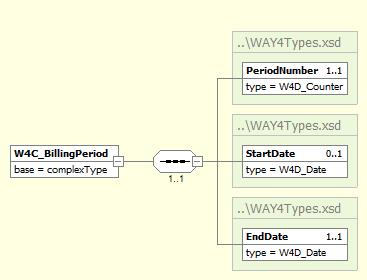 ..\WAY4Types.xsd
PeriodNumber 1..1
type = W4D_Counter
..\WAY4Types.xsd
W4C_BillingPeriod
base = complexType
1..1
StartDate 0..1
type = W4D_Date
..\WAY4Types.xsd
EndDate 1..1
type = W4D_Date